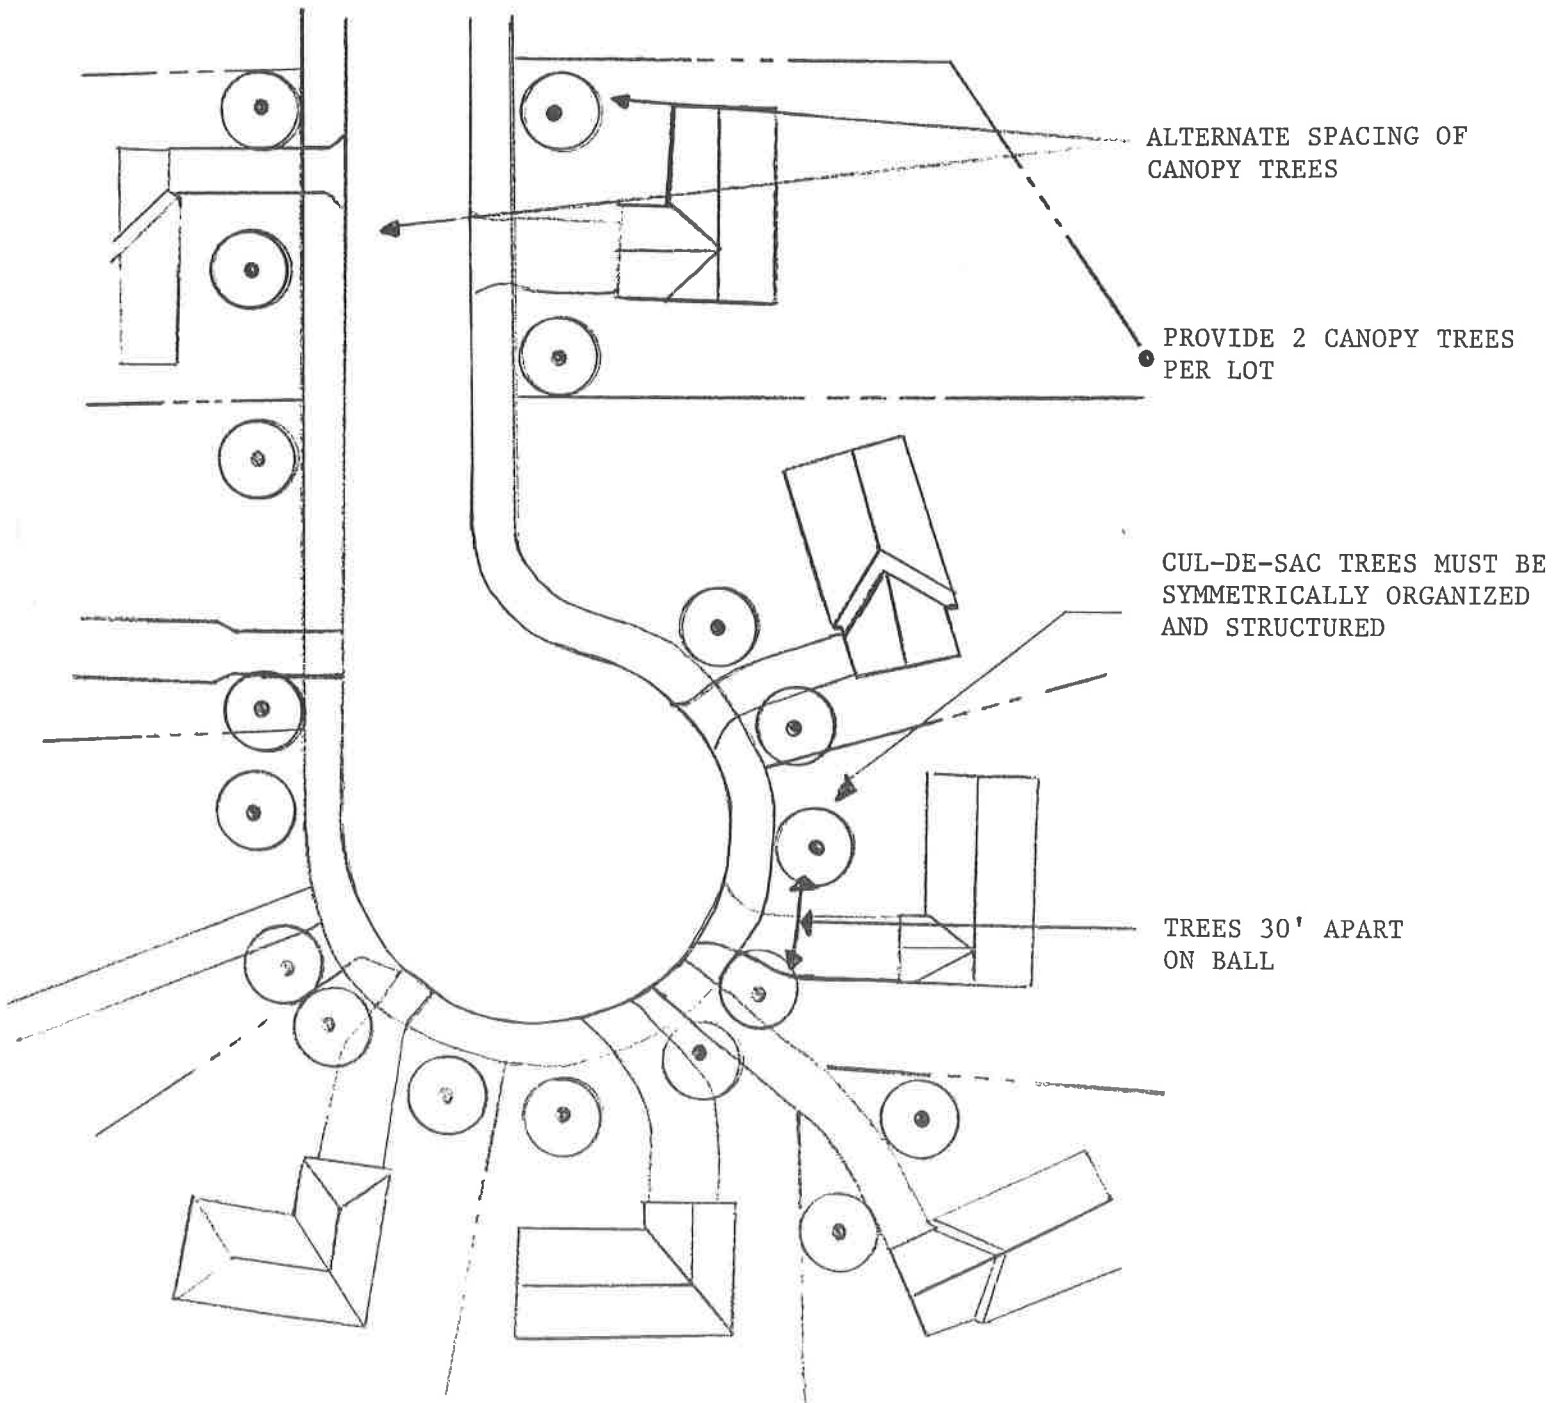 ALTERNATE SPACING OF
CANOPY TREES
PROVIDE 2 CANOPY TREES
PER LOT
CUL-DE-SAC TREES MUST BE
SYMMETRICALLY ORGANIZED
AND STRUCTURED
TREES 30' APART
ON BALL